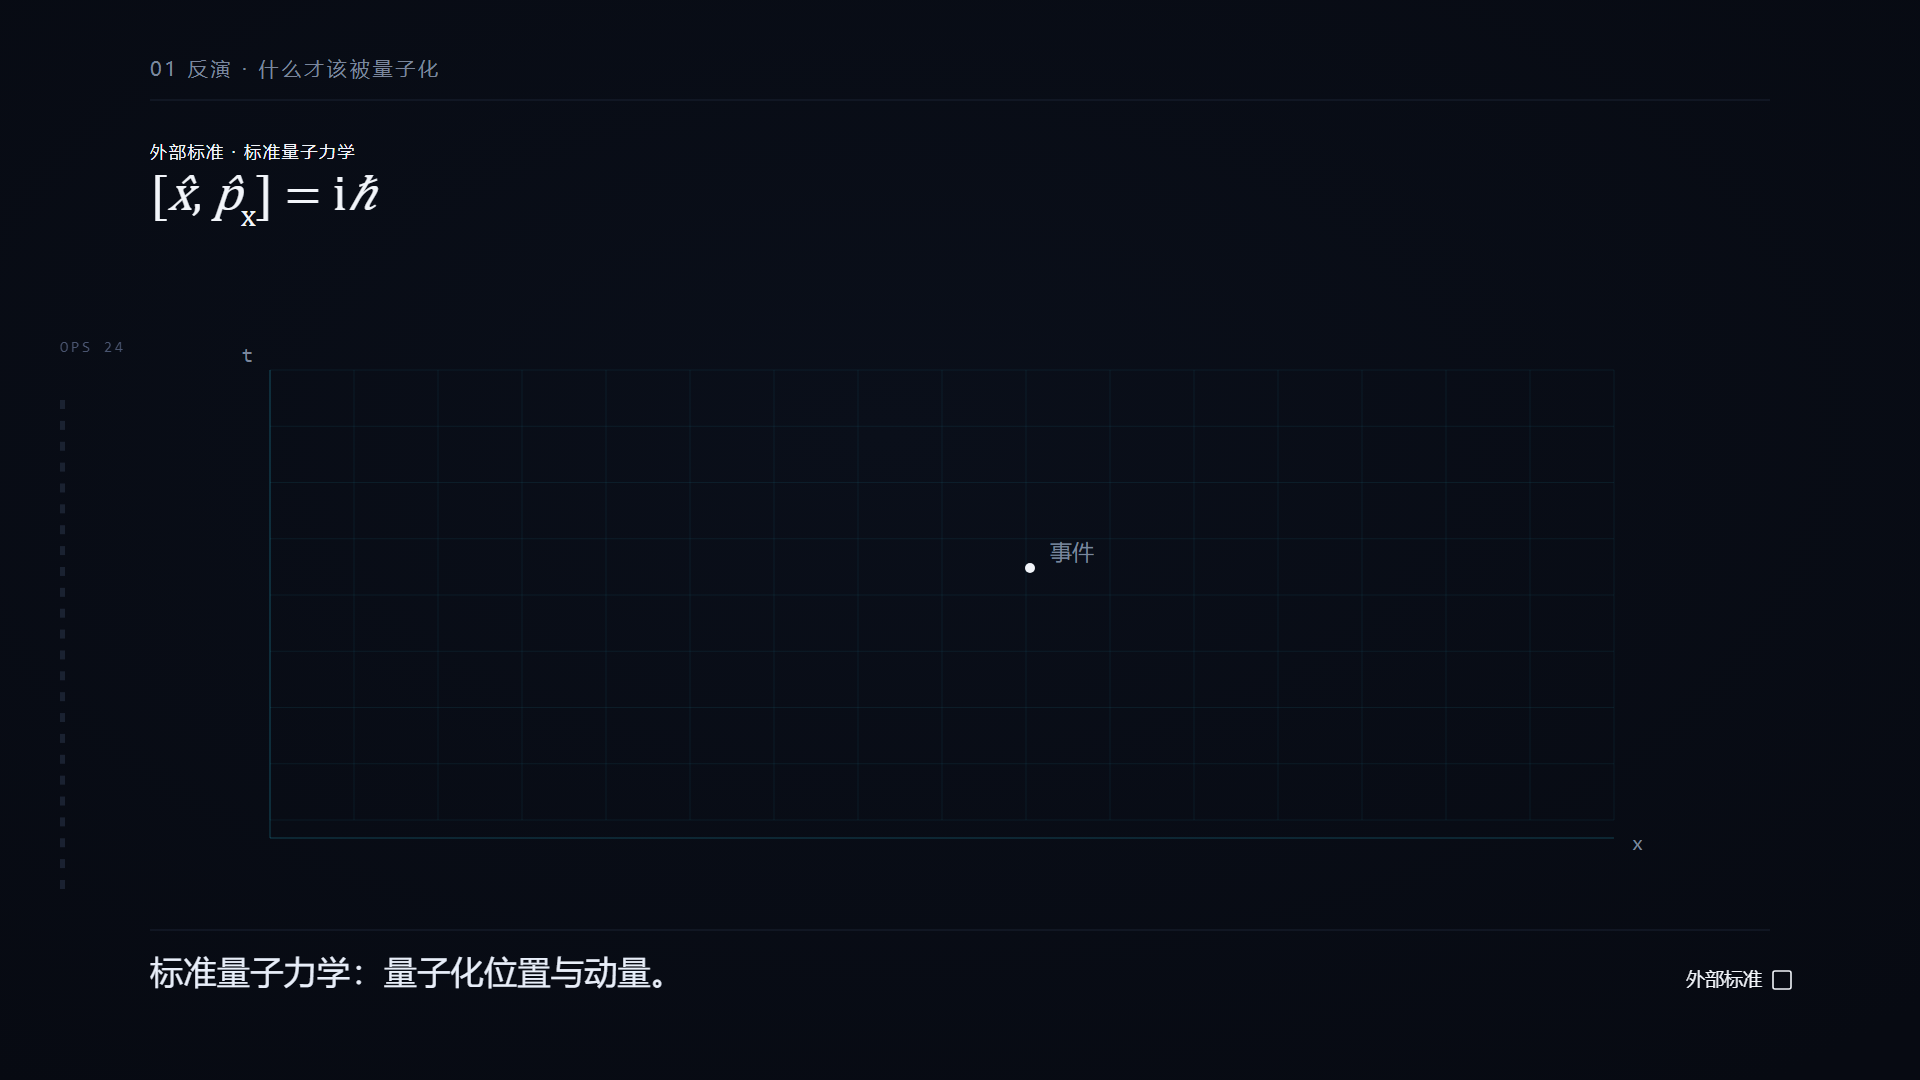 01 反演 · 什么才该被量子化
外部标准 · 标准量子力学
[x̂, p̂ₓ] = iℏ
OPS 24
t
事件
x
标准量子力学：量子化位置与动量。
外部标准